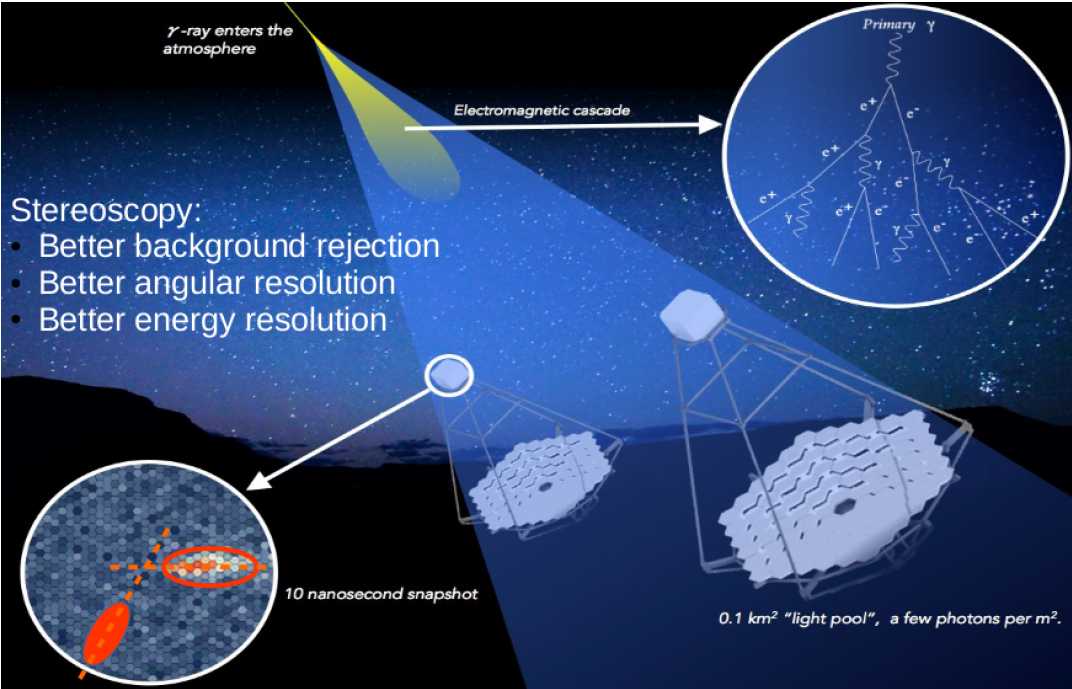 γ-ray enters the
atmosphere
Primary γ
Electromagnetic cascade
e⁺
e⁻
e⁺
γ
γ
e⁺
e⁻
e⁺
γ
e⁺
e⁻
γ
e⁻
e⁻
e⁺
Stereoscopy:
• Better background rejection
• Better angular resolution
• Better energy resolution
10 nanosecond snapshot
0.1 km² “light pool”, a few photons per m².